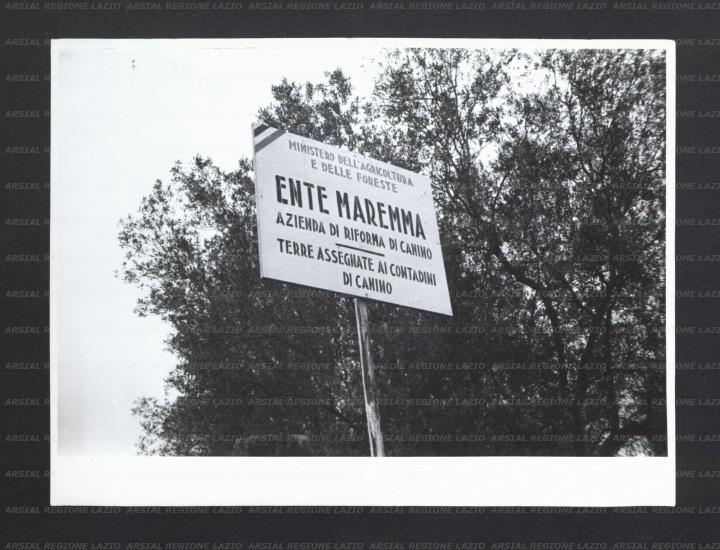 MINISTERO DELL'AGRICOLTURA
E DELLE FORESTE
ENTE MAREMMA
AZIENDA DI RIFORMA DI CANINO
TERRE ASSEGNATE AI CONTADINI
DI CANINO
ARSIAL REGIONE LAZIO